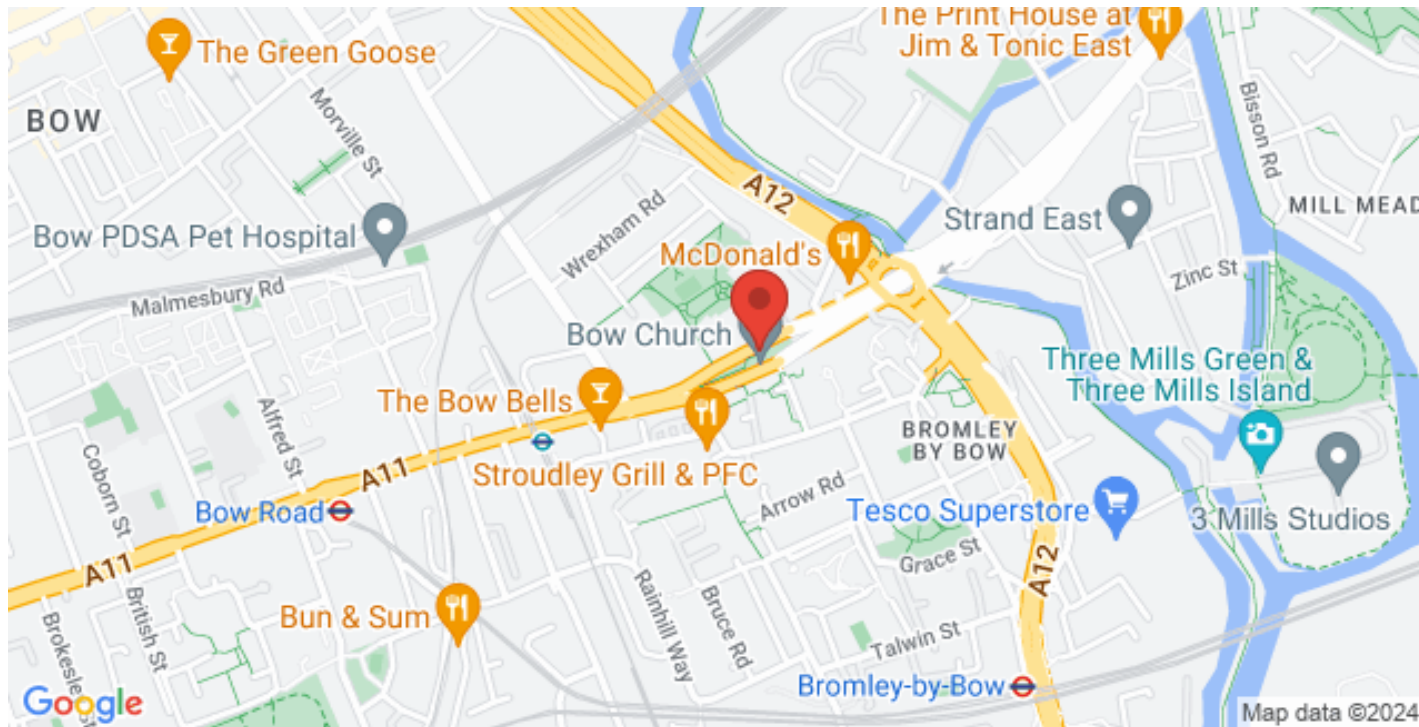 The Print House at
Jim & Tonic East
The Green Goose
BOW
Morville St
Bisson Rd
A12
Wrexham Rd
Strand East
MILL MEAD
Bow PDSA Pet Hospital
McDonald's
Zinc St
Malmesbury Rd
Bow Church
Three Mills Green &
Three Mills Island
The Bow Bells
Alfred St
Coborn St
BROMLEY
BY BOW
A11
Stroudley Grill & PFC
Arrow Rd
Bow Road
Tesco Superstore
3 Mills Studios
Grace St
A11
A12
British St
Rainhill Way
Bruce Rd
Bun & Sum
Brokesle
Talwin St
Bromley-by-Bow
Google
Map data ©2024